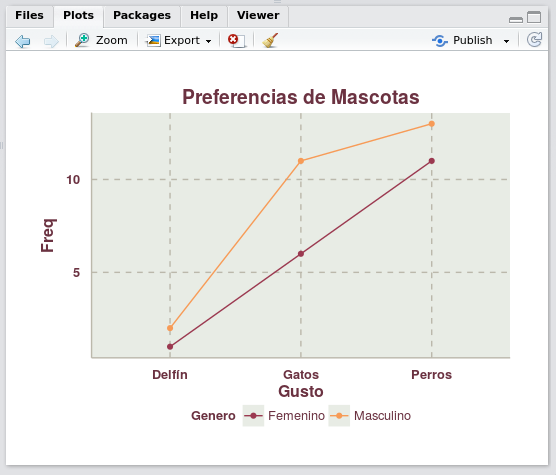 Files Plots Packages Help Viewer
Zoom Export Publish
Preferencias de Mascotas
10
5
Freq
Delfín Gatos Perros
Gusto
Genero Femenino Masculino